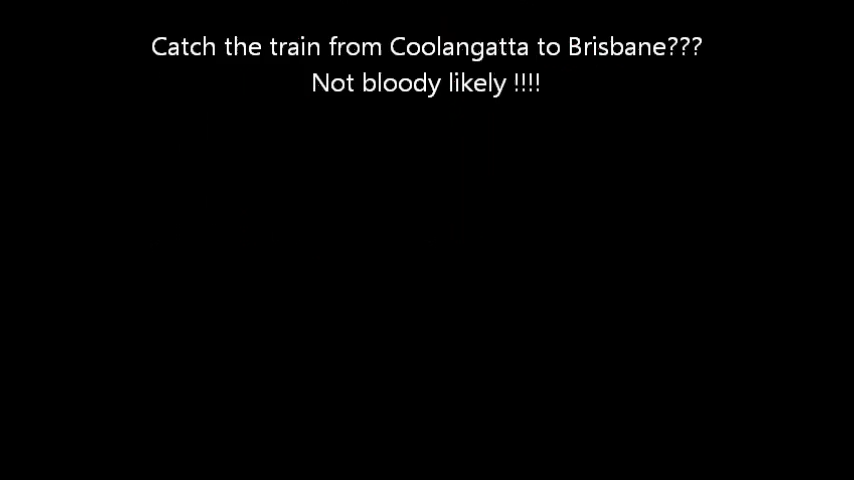 Catch the train from Coolangatta to Brisbane???
Not bloody likely !!!!